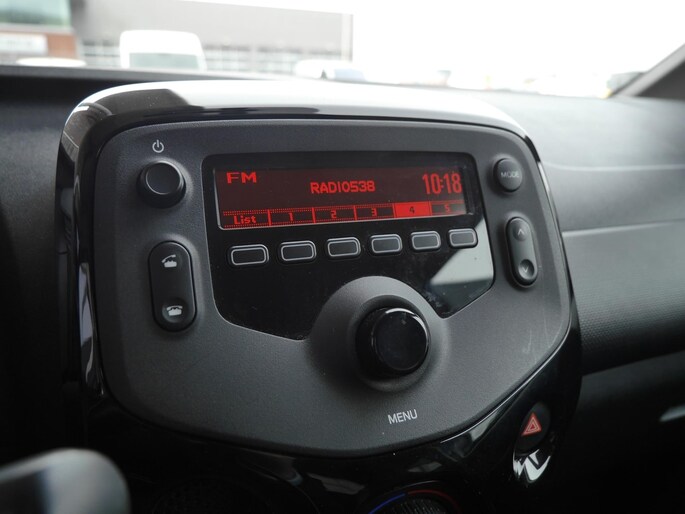 FM
RADIO538
10:18
List 1 2 3 4 5
MODE
MENU